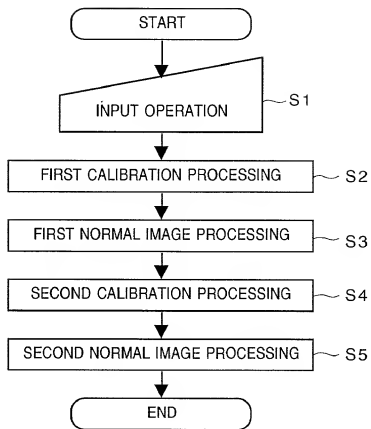 START
INPUT OPERATION
S1
FIRST CALIBRATION PROCESSING
S2
FIRST NORMAL IMAGE PROCESSING
S3
SECOND CALIBRATION PROCESSING
S4
SECOND NORMAL IMAGE PROCESSING
S5
END